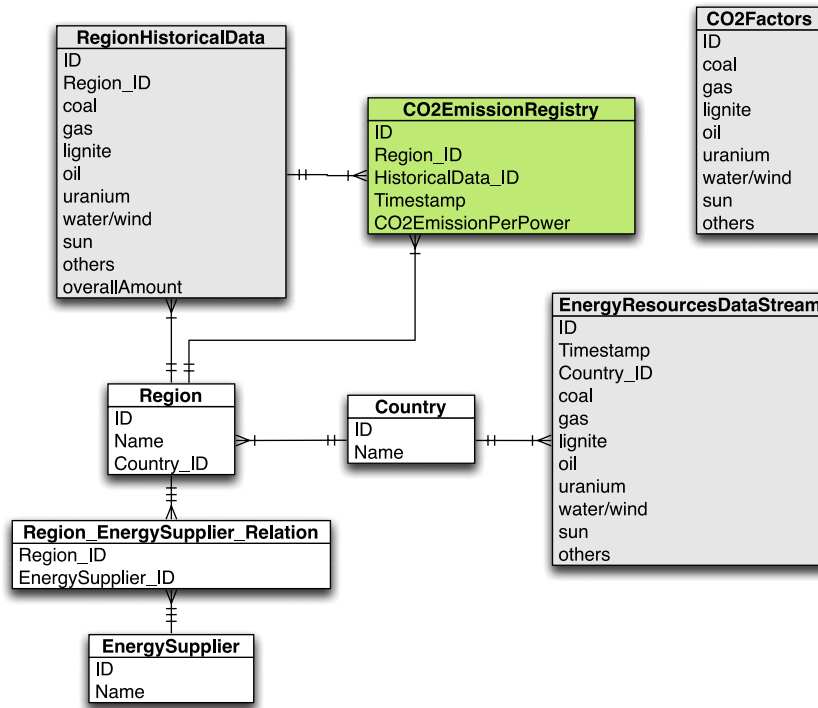 RegionHistoricalData
ID
Region_ID
coal
gas
lignite
oil
uranium
water/wind
sun
others
overallAmount
CO2EmissionRegistry
ID
Region_ID
HistoricalData_ID
Timestamp
CO2EmissionPerPower
CO2Factors
ID
coal
gas
lignite
oil
uranium
water/wind
sun
others
Region
ID
Name
Country_ID
Country
ID
Name
EnergyResourcesDataStream
ID
Timestamp
Country_ID
coal
gas
lignite
oil
uranium
water/wind
sun
others
Region_EnergySupplier_Relation
Region_ID
EnergySupplier_ID
EnergySupplier
ID
Name